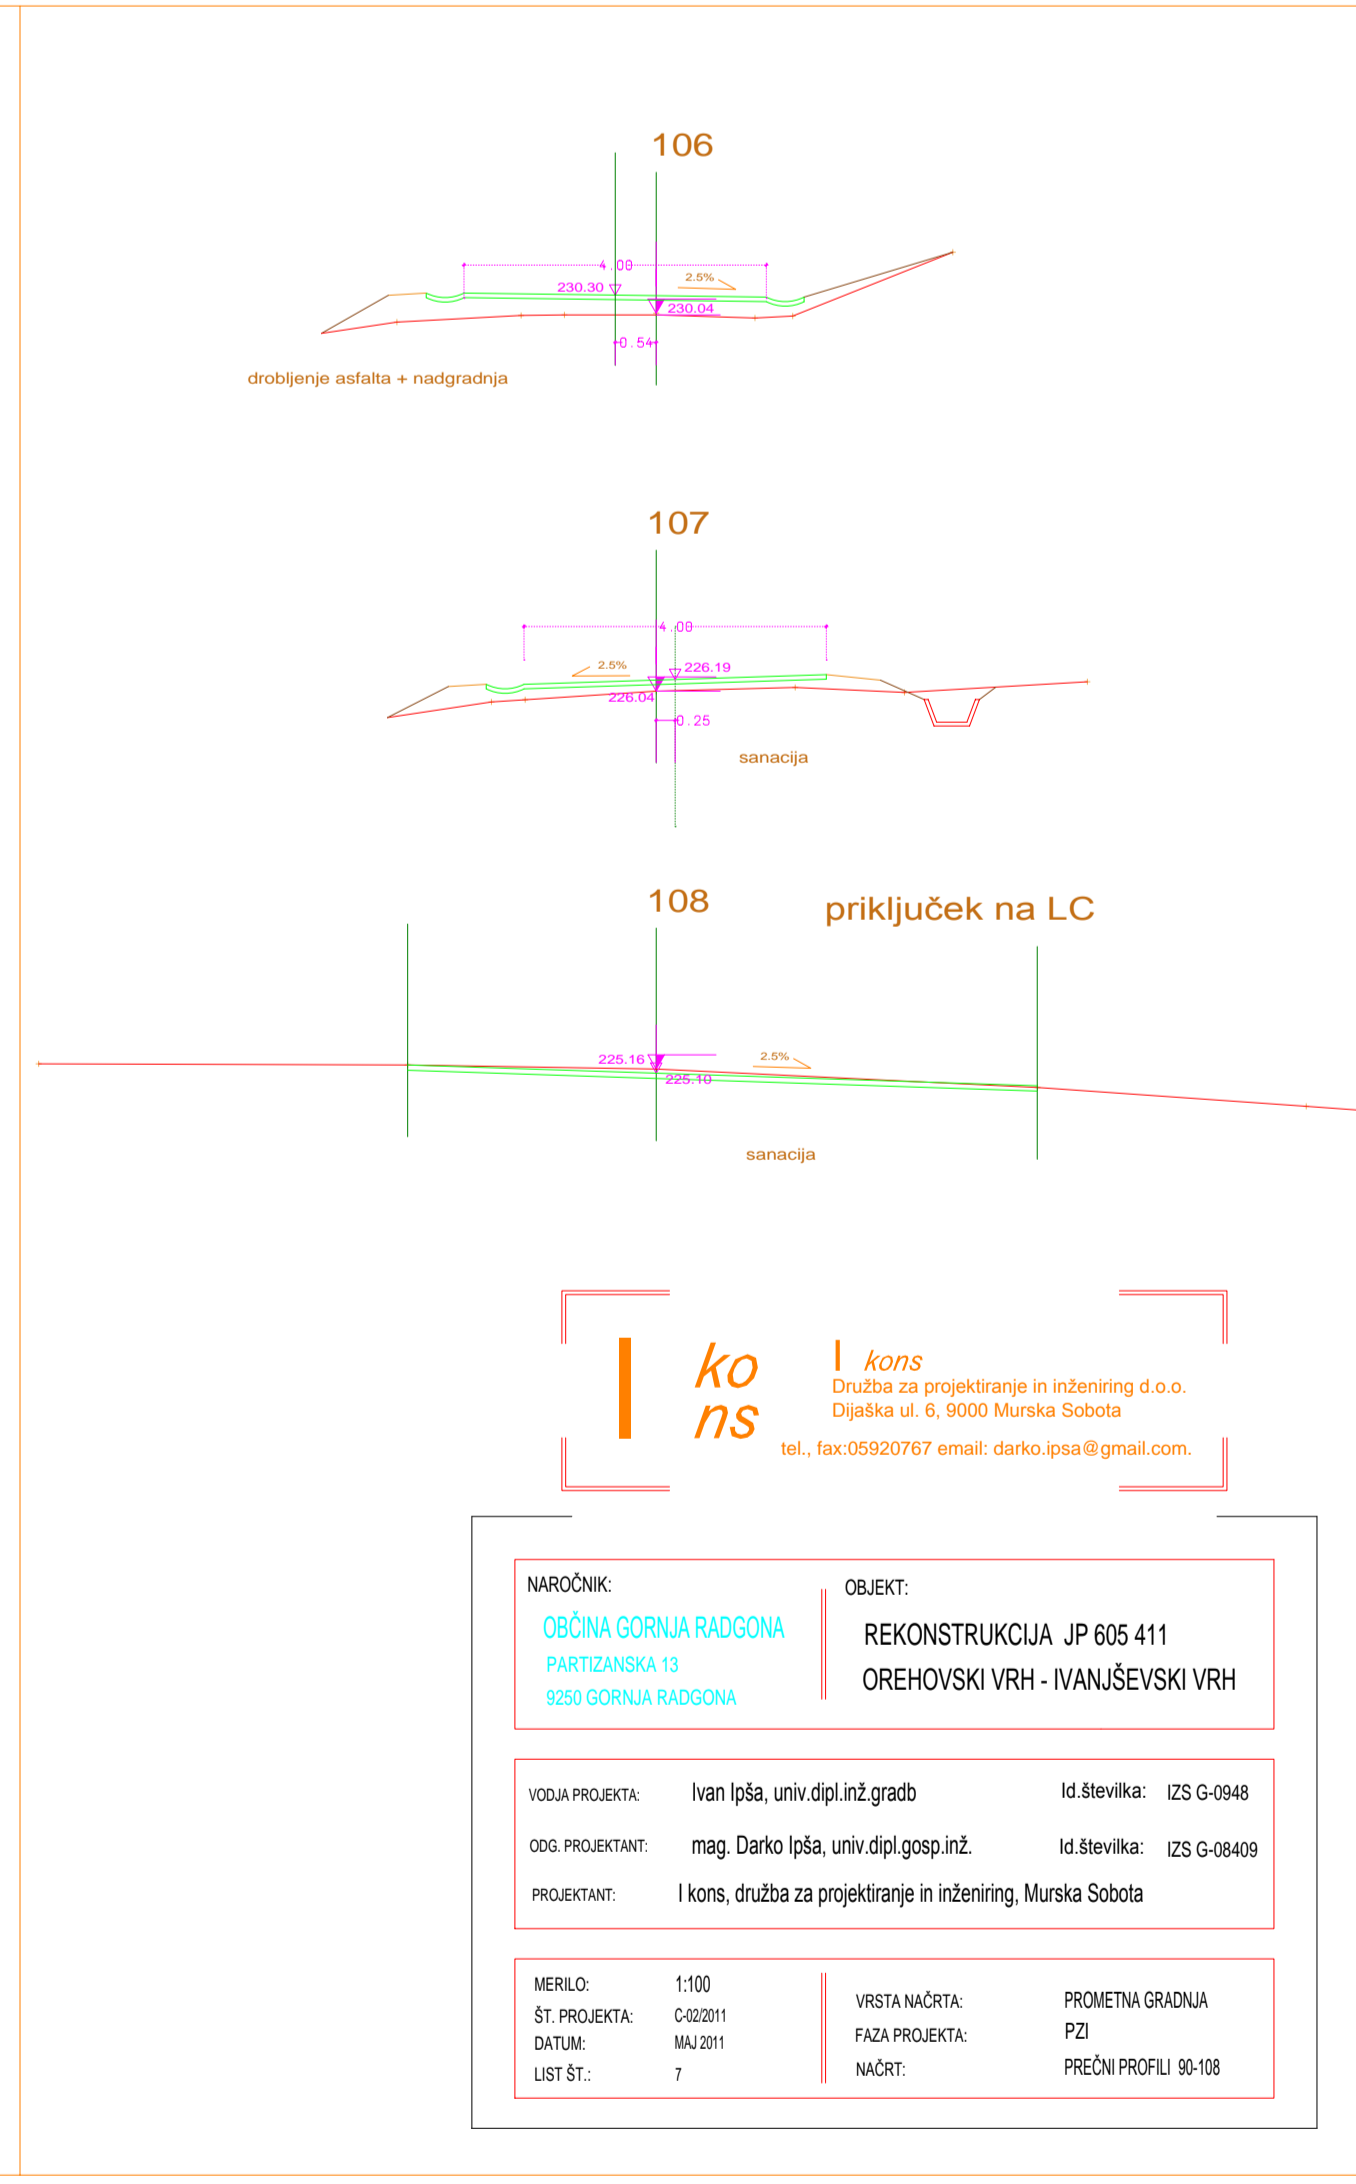 106
4.00
2.5%
230.30
230.04
0.54
drobljenje asfalta + nadgradnja
107
4.00
2.5%
226.19
226.04
0.25
sanacija
108
priključek na LC
225.16
2.5%
225.10
sanacija
I ko
ns
I kons
Družba za projektiranje in inženiring d.o.o.
Dijaška ul. 6, 9000 Murska Sobota
tel., fax:05920767 email: darko.ipsa@gmail.com.
NAROČNIK:
OBČINA GORNJA RADGONA
PARTIZANSKA 13
9250 GORNJA RADGONA
OBJEKT:
REKONSTRUKCIJA JP 605 411
OREHOVSKI VRH - IVANJŠEVSKI VRH
VODJA PROJEKTA: Ivan Ipša, univ.dipl.inž.gradb Id.številka: IZS G-0948
ODG. PROJEKTANT: mag. Darko Ipša, univ.dipl.gosp.inž. Id.številka: IZS G-08409
PROJEKTANT: I kons, družba za projektiranje in inženiring, Murska Sobota
MERILO: 1:100
ŠT. PROJEKTA: C-02/2011
DATUM: MAJ 2011
LIST ŠT.: 7
VRSTA NAČRTA: PROMETNA GRADNJA
FAZA PROJEKTA: PZI
NAČRT: PREČNI PROFILI 90-108